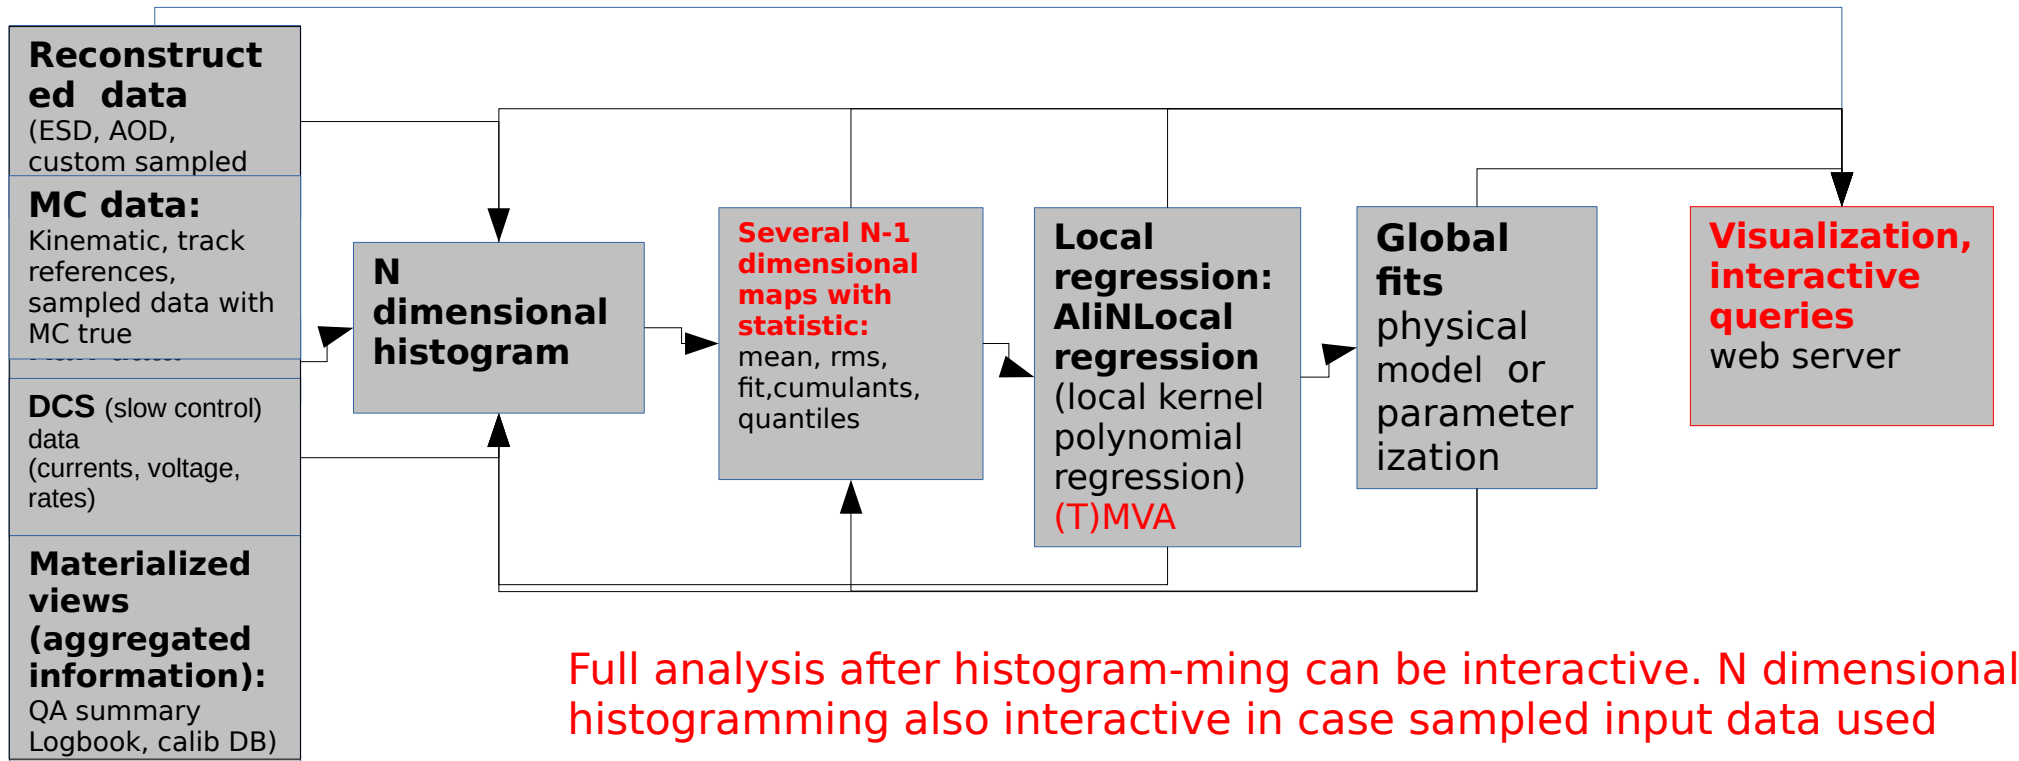 Reconstruct
ed data
(ESD, AOD,
custom sampled
MC data:
Kinematic, track
references,
sampled data with
MC true
DCS (slow control)
data
(currents, voltage,
rates)
Materialized
views
(aggregated
information):
QA summary
Logbook, calib DB)
N
dimensional
histogram
Several N-1
dimensional
maps with
statistic:
mean, rms,
fit,cumulants,
quantiles
Local
regression:
AliNLocal
regression
(local kernel
polynomial
regression)
(T)MVA
Global
fits
physical
model or
parameter
ization
Visualization,
interactive
queries
web server
Full analysis after histogram-ming can be interactive. N dimensional
histogramming also interactive in case sampled input data used